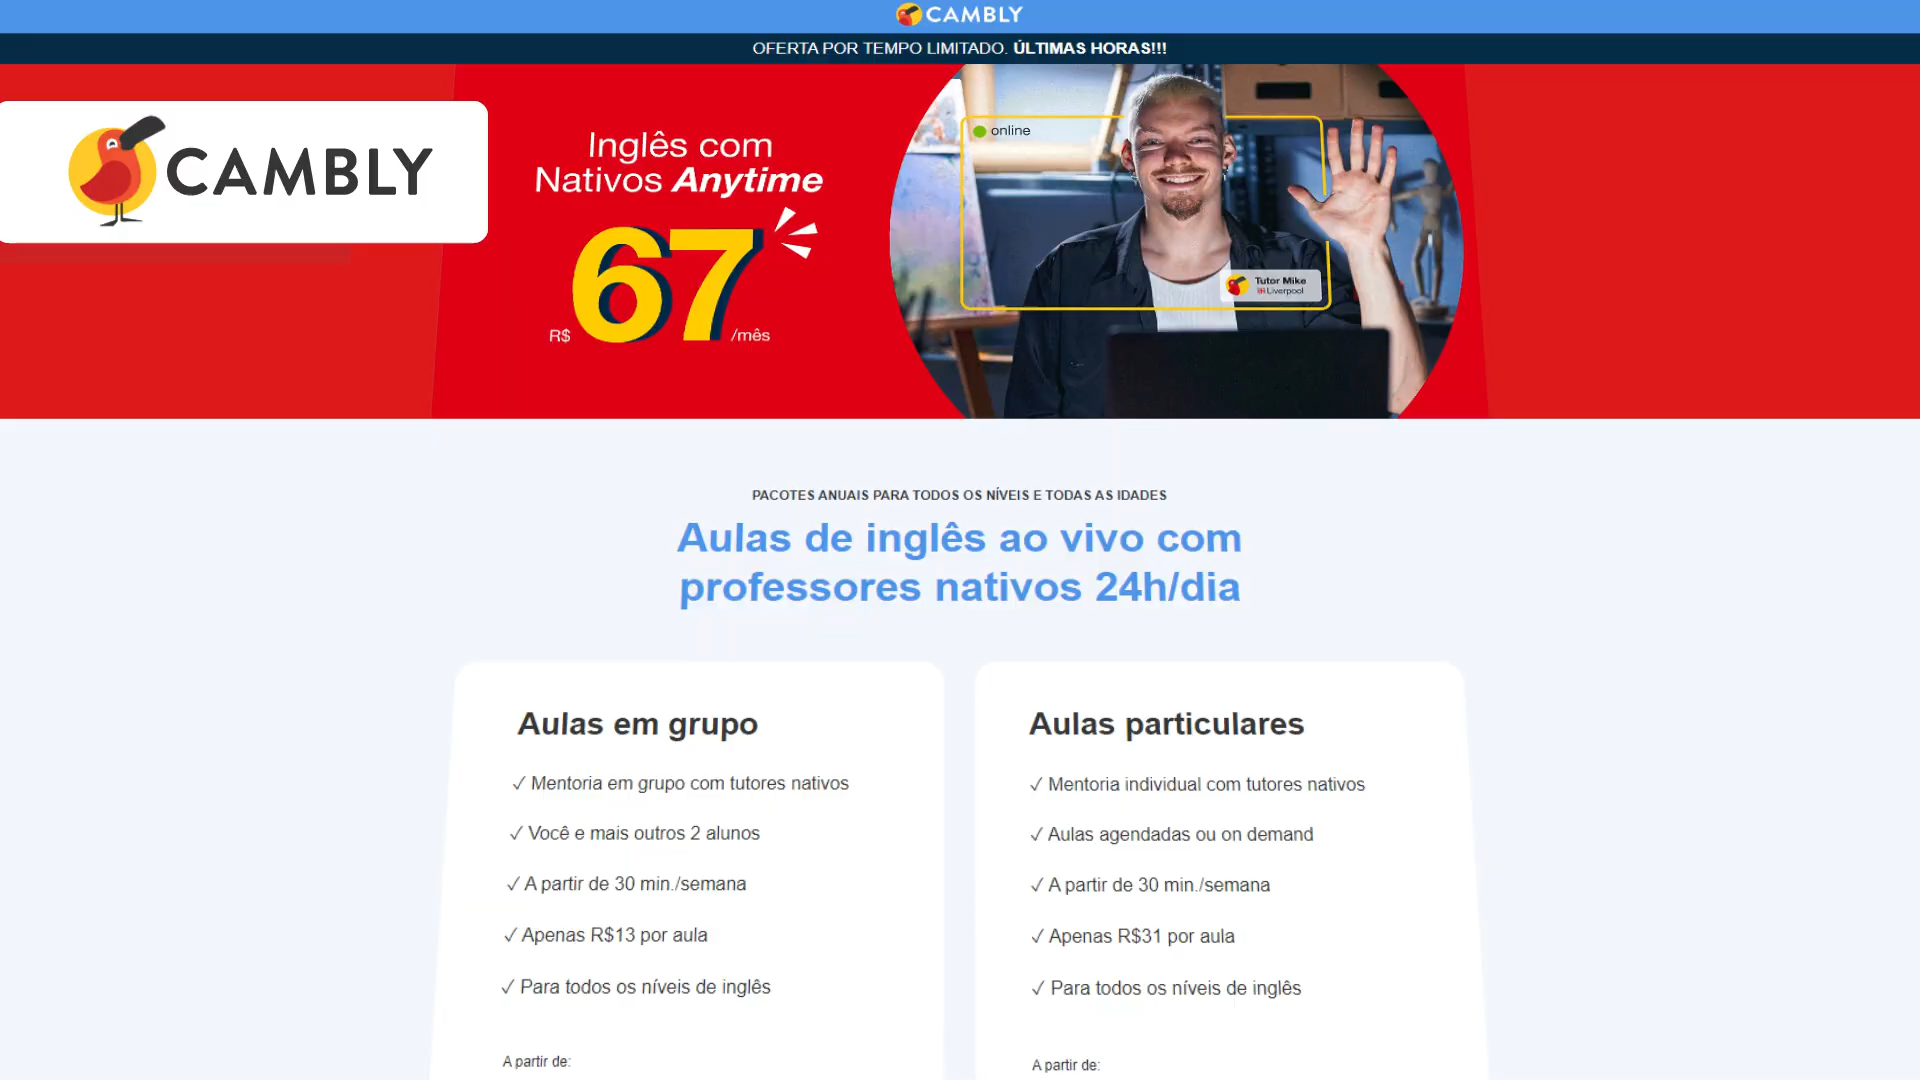 CAMBLY
OFERTA POR TEMPO LIMITADO. ÚLTIMAS HORAS!!!
CAMBLY
Inglês com
Nativos Anytime
R$ 67 /mês
online
Tutor Mike
Liverpool
PACOTES ANUAIS PARA TODOS OS NÍVEIS E TODAS AS IDADES
Aulas de inglês ao vivo com
professores nativos 24h/dia
Aulas em grupo
✓ Mentoria em grupo com tutores nativos
✓ Você e mais outros 2 alunos
✓ A partir de 30 min./semana
✓ Apenas R$13 por aula
✓ Para todos os níveis de inglês
A partir de:
Aulas particulares
✓ Mentoria individual com tutores nativos
✓ Aulas agendadas ou on demand
✓ A partir de 30 min./semana
✓ Apenas R$31 por aula
✓ Para todos os níveis de inglês
A partir de: